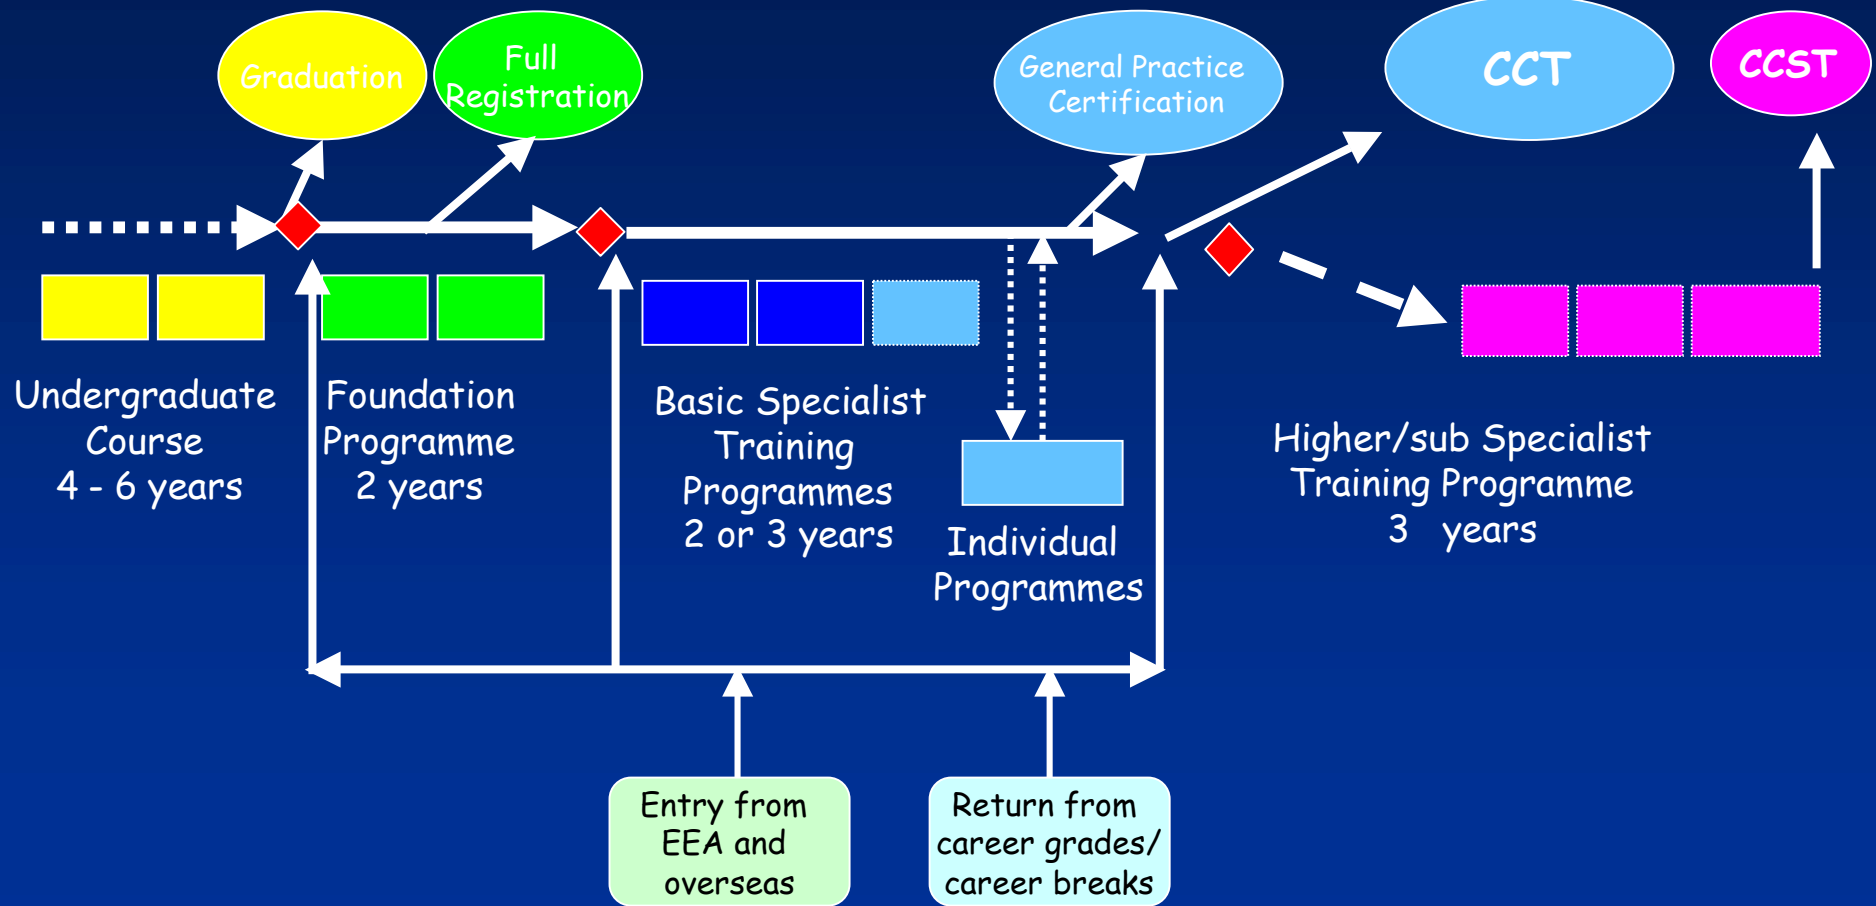 Graduation
Full
Registration
General Practice
Certification
CCT
CCST
Undergraduate
Course
4 - 6 years
Foundation
Programme
2 years
Basic Specialist
Training
Programmes
2 or 3 years
Individual
Programmes
Higher/sub Specialist
Training Programme
3 years
Entry from
EEA and
overseas
Return from
career grades/
career breaks